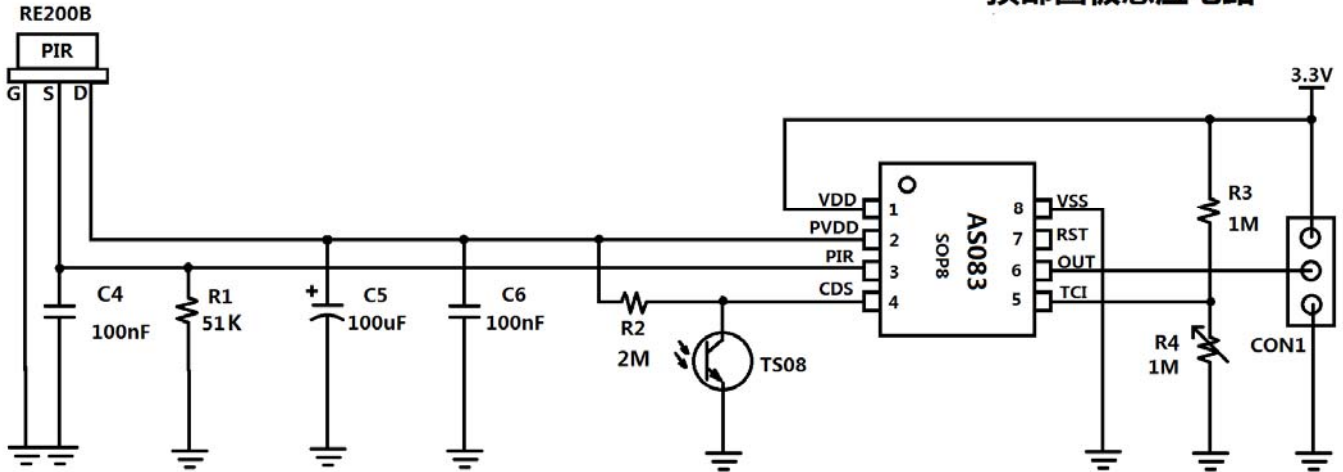 RE200B
PIR
G S D
3.3V
VDD
1
8
VSS
R3
1M
PVDD
2
7
RST
PIR
3
6
OUT
CDS
4
5
TCI
AS083
SOP8
C4
100nF
R1
51K
+
C5
100uF
C6
100nF
R2
2M
TS08
R4
1M
CON1